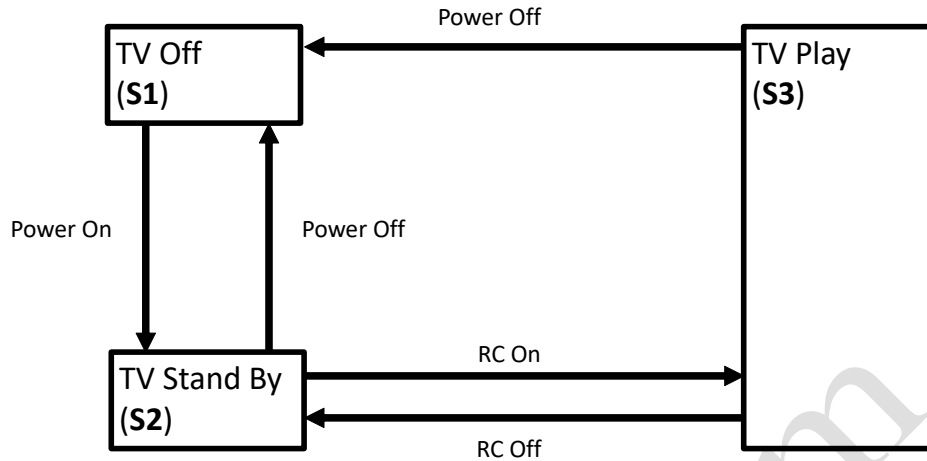 Power Off
TV Off
(S1)
TV Play
(S3)
Power On
Power Off
TV Stand By
(S2)
RC On
RC Off